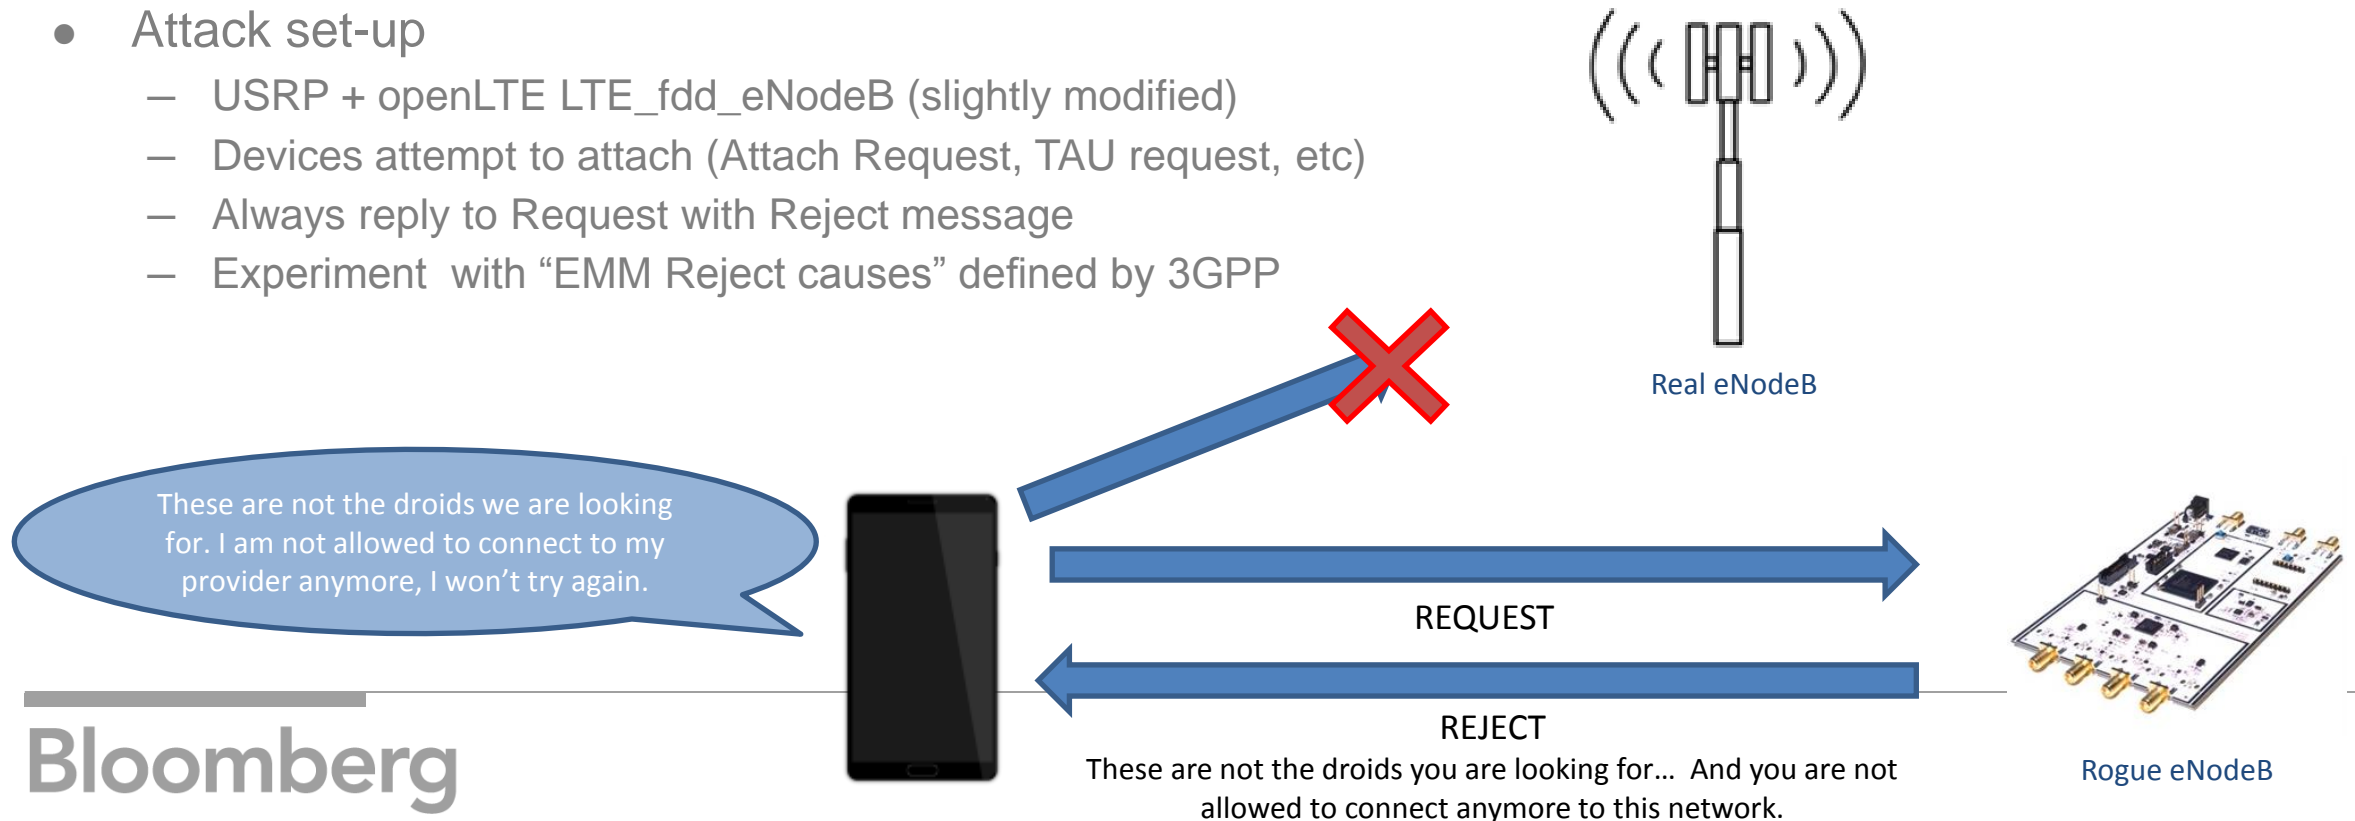 ● Attack set-up
– USRP + openLTE LTE_fdd_eNodeB (slightly modified)
– Devices attempt to attach (Attach Request, TAU request, etc)
– Always reply to Request with Reject message
– Experiment  with “EMM Reject causes” defined by 3GPP
Real eNodeB
These are not the droids we are looking
for. I am not allowed to connect to my
provider anymore, I won’t try again.
REQUEST
REJECT
These are not the droids you are looking for… And you are not
allowed to connect anymore to this network.
Rogue eNodeB
Bloomberg